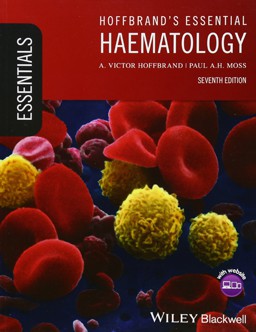 ESSENTIALS
HOFFBRAND'S ESSENTIAL
HAEMATOLOGY
A. VICTOR HOFFBRAND | PAUL A.H. MOSS
SEVENTH EDITION
with website
WILEY Blackwell